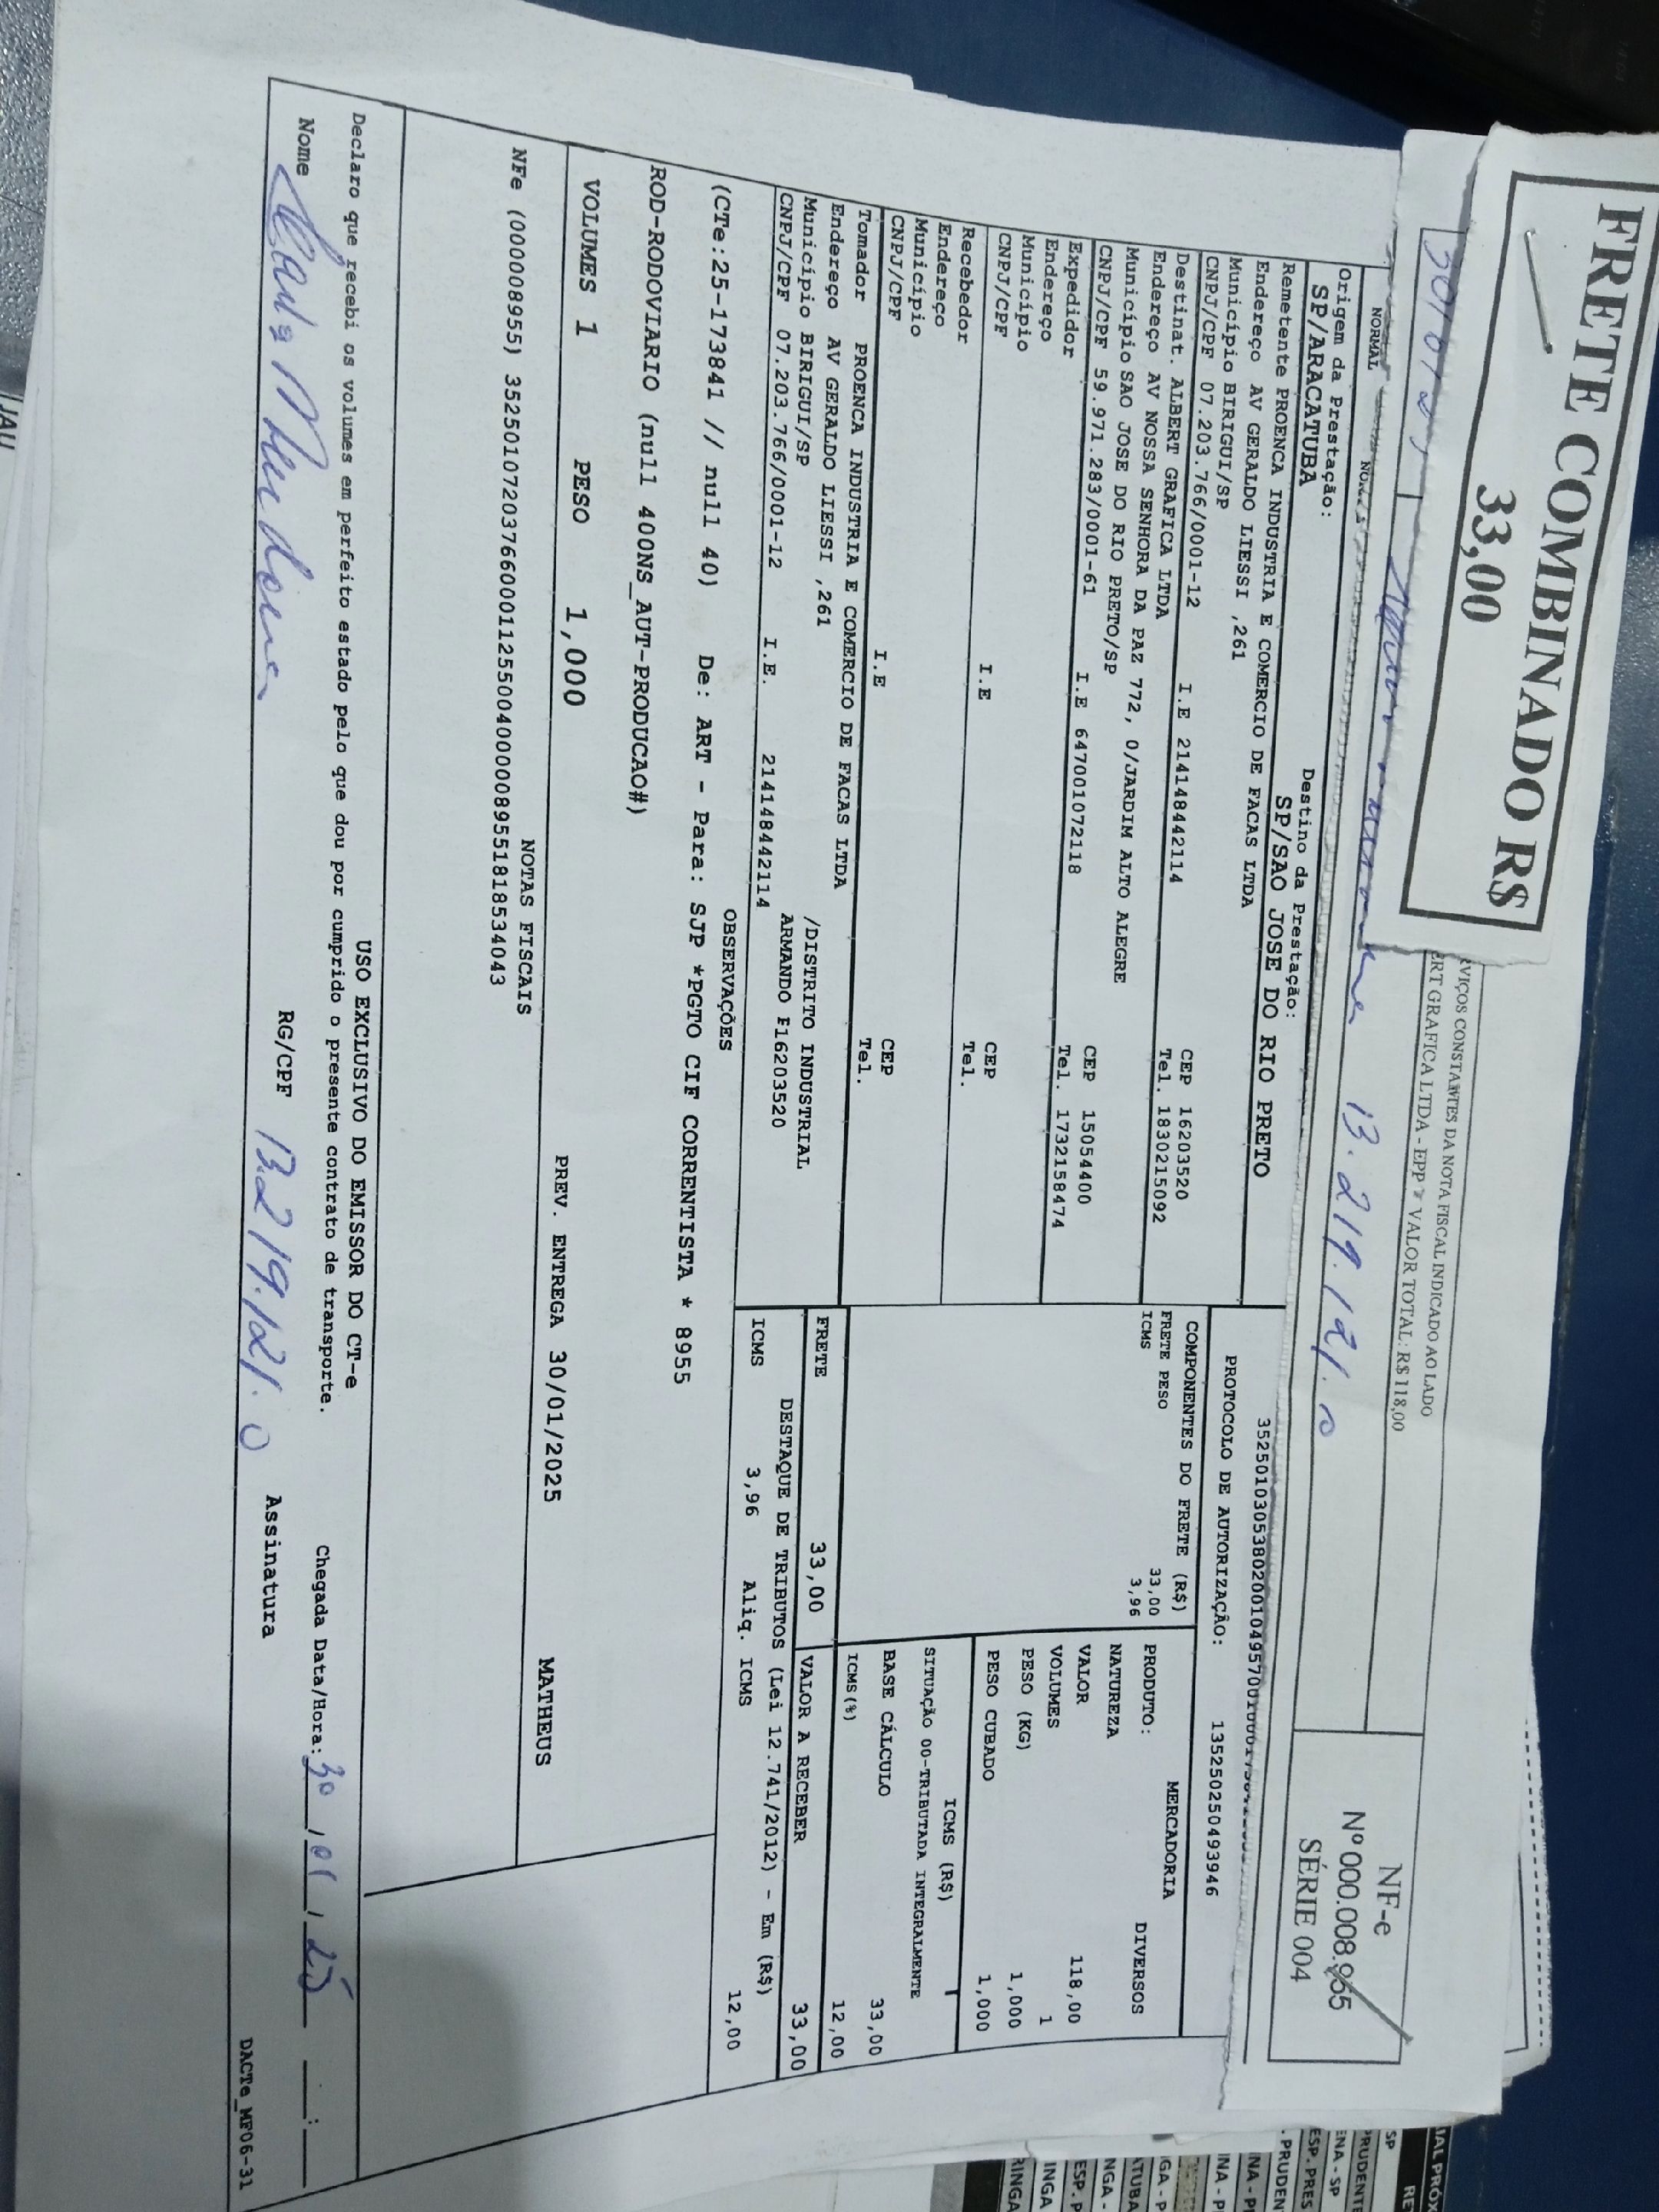 FRETE COMBINADO R$
33,00
RVIÇOS CONSTANTES DA NOTA FISCAL INDICADO AO LADO
ERT GRAFICA LTDA - EPP VALOR TOTAL: R$ 118,00
13.219.121.0
NF-e
Nº 000.008.955
SÉRIE 004
NORMAL
Origem da Prestação:
SP/ARACATUBA
Destino da Prestação:
SP/SAO JOSE DO RIO PRETO
PROTOCOLO DE AUTORIZAÇÃO: 135250250493946
Remetente PROENCA INDUSTRIA E COMERCIO DE FACAS LTDA
Endereço AV GERALDO LIESSI ,261
Município BIRIGUI/SP CEP 16203520
CNPJ/CPF 07.203.766/0001-12 I.E 214148442114 Tel. 1830215092
Destinat. ALBERT GRAFICA LTDA
Endereço AV NOSSA SENHORA DA PAZ 772, 0/JARDIM ALTO ALEGRE
Município SAO JOSE DO RIO PRETO/SP CEP 15054400
CNPJ/CPF 59.971.283/0001-61 I.E 647001072118 Tel. 1732158474
Expedidor
Endereço
Município CEP
CNPJ/CPF I.E Tel.
Recebedor
Endereço
Município CEP
CNPJ/CPF I.E Tel.
Tomador PROENCA INDUSTRIA E COMERCIO DE FACAS LTDA
Endereço AV GERALDO LIESSI ,261 /DISTRITO INDUSTRIAL
Município BIRIGUI/SP ARMANDO F16203520
CNPJ/CPF 07.203.766/0001-12 I.E. 214148442114
COMPONENTES DO FRETE (R$)
FRETE PESO 33,00
ICMS 3,96
MERCADORIA
PRODUTO: DIVERSOS
NATUREZA
VALOR 118,00
VOLUMES 1
PESO (KG) 1,000
PESO CUBADO 1,000
ICMS (R$)
SITUAÇÃO 00-TRIBUTADA INTEGRALMENTE
BASE CÁLCULO 33,00
ICMS(%) 12,00
FRETE 33,00 VALOR A RECEBER 33,00
DESTAQUE DE TRIBUTOS (Lei 12.741/2012) - Em (R$)
ICMS 3,96 Aliq. ICMS 12,00
OBSERVAÇÕES
(CTe:25-173841 // null 40) De: ART - Para: SJP *PGTO CIF CORRENTISTA * 8955
ROD-RODOVIARIO (null 400NS_AUT-PRODUCAO#)
VOLUMES 1 PESO 1,000 PREV. ENTREGA 30/01/2025 MATHEUS
NOTAS FISCAIS
NFe (000008955) 35250107203766000112550040000089551818534043
USO EXCLUSIVO DO EMISSOR DO CT-e
Declaro que recebi os volumes em perfeito estado pelo que dou por cumprido o presente contrato de transporte. Chegada Data/Hora: 30/01/25 __:__
Nome RG/CPF 13.219.121.0 Assinatura
DACTe_MF06-31
JAU